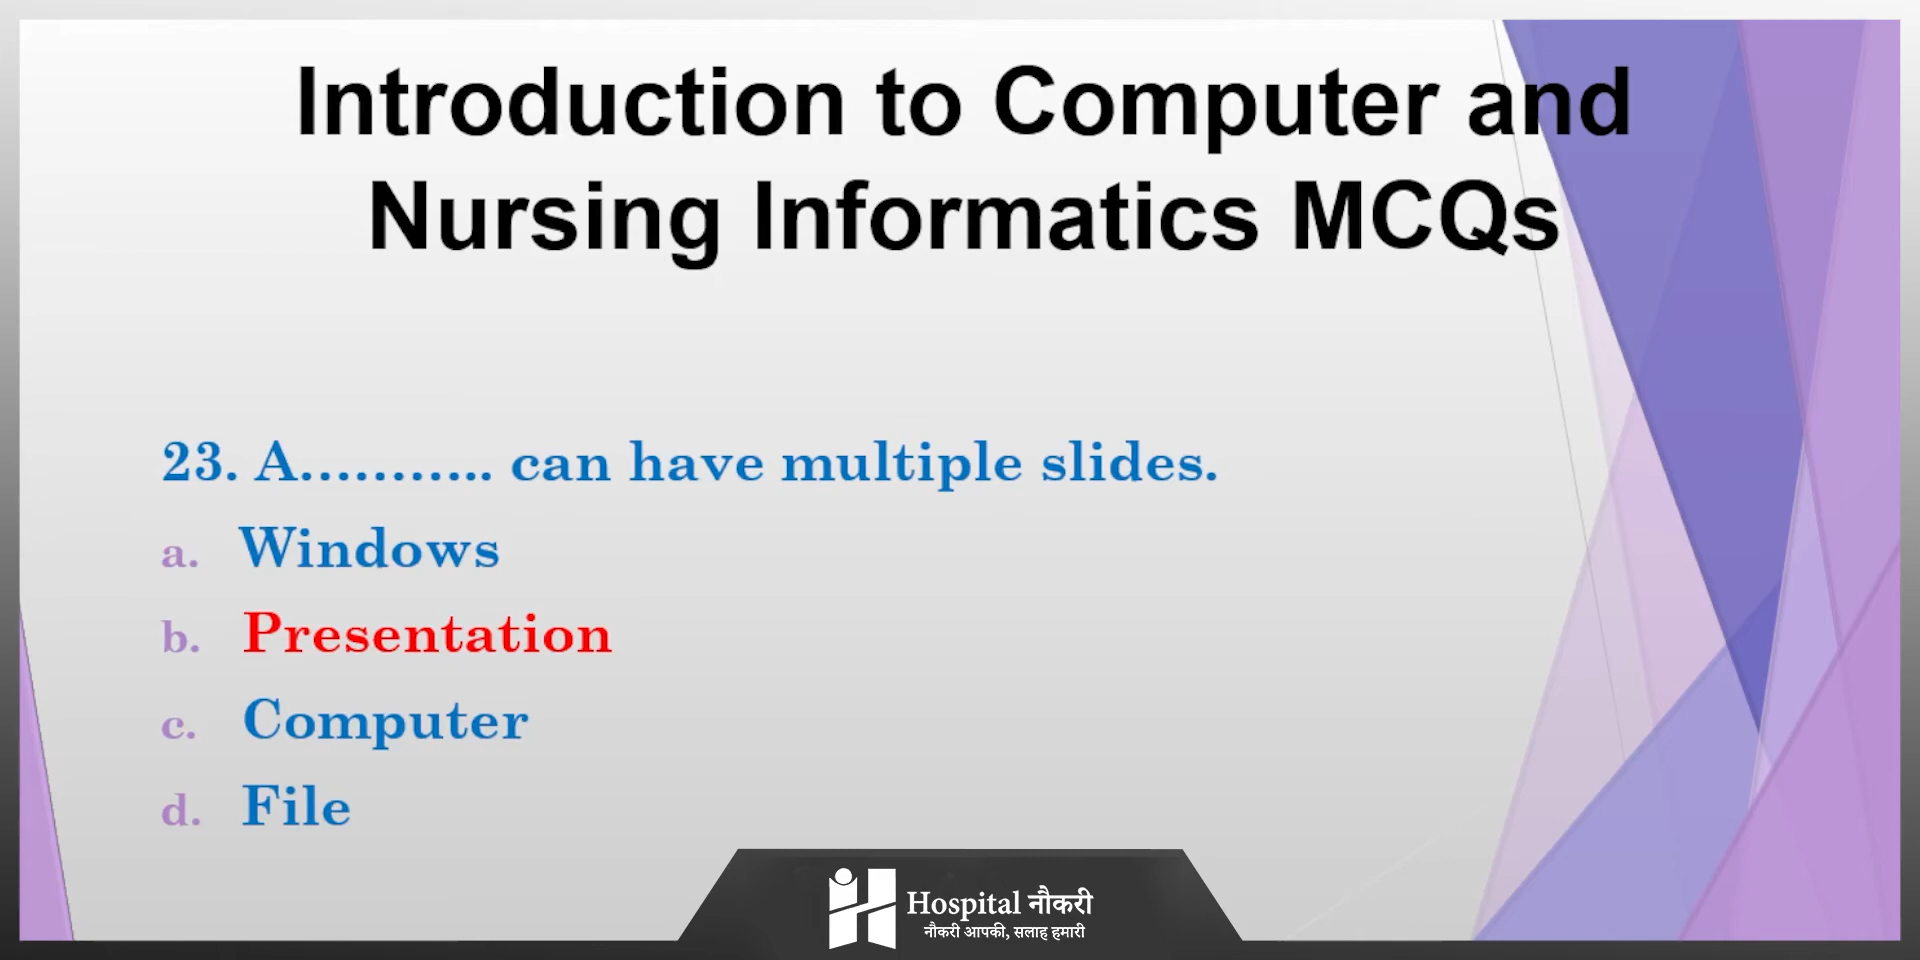 Introduction to Computer and
Nursing Informatics MCQs
23. A……….. can have multiple slides.
a. Windows
b. Presentation
c. Computer
d. File
Hospital नौकरी
नौकरी आपकी, सलाह हमारी